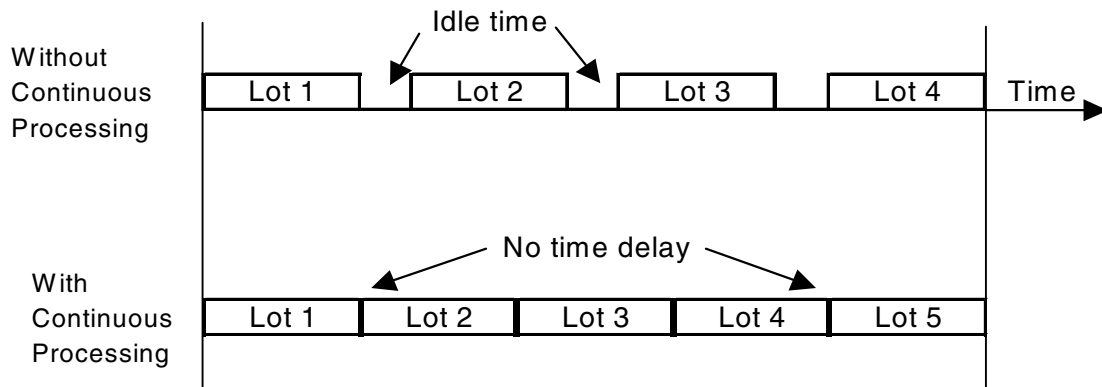 Idle time
Without
Continuous
Processing
Lot 1 Lot 2 Lot 3 Lot 4 Time
No time delay
With
Continuous
Processing
Lot 1 Lot 2 Lot 3 Lot 4 Lot 5